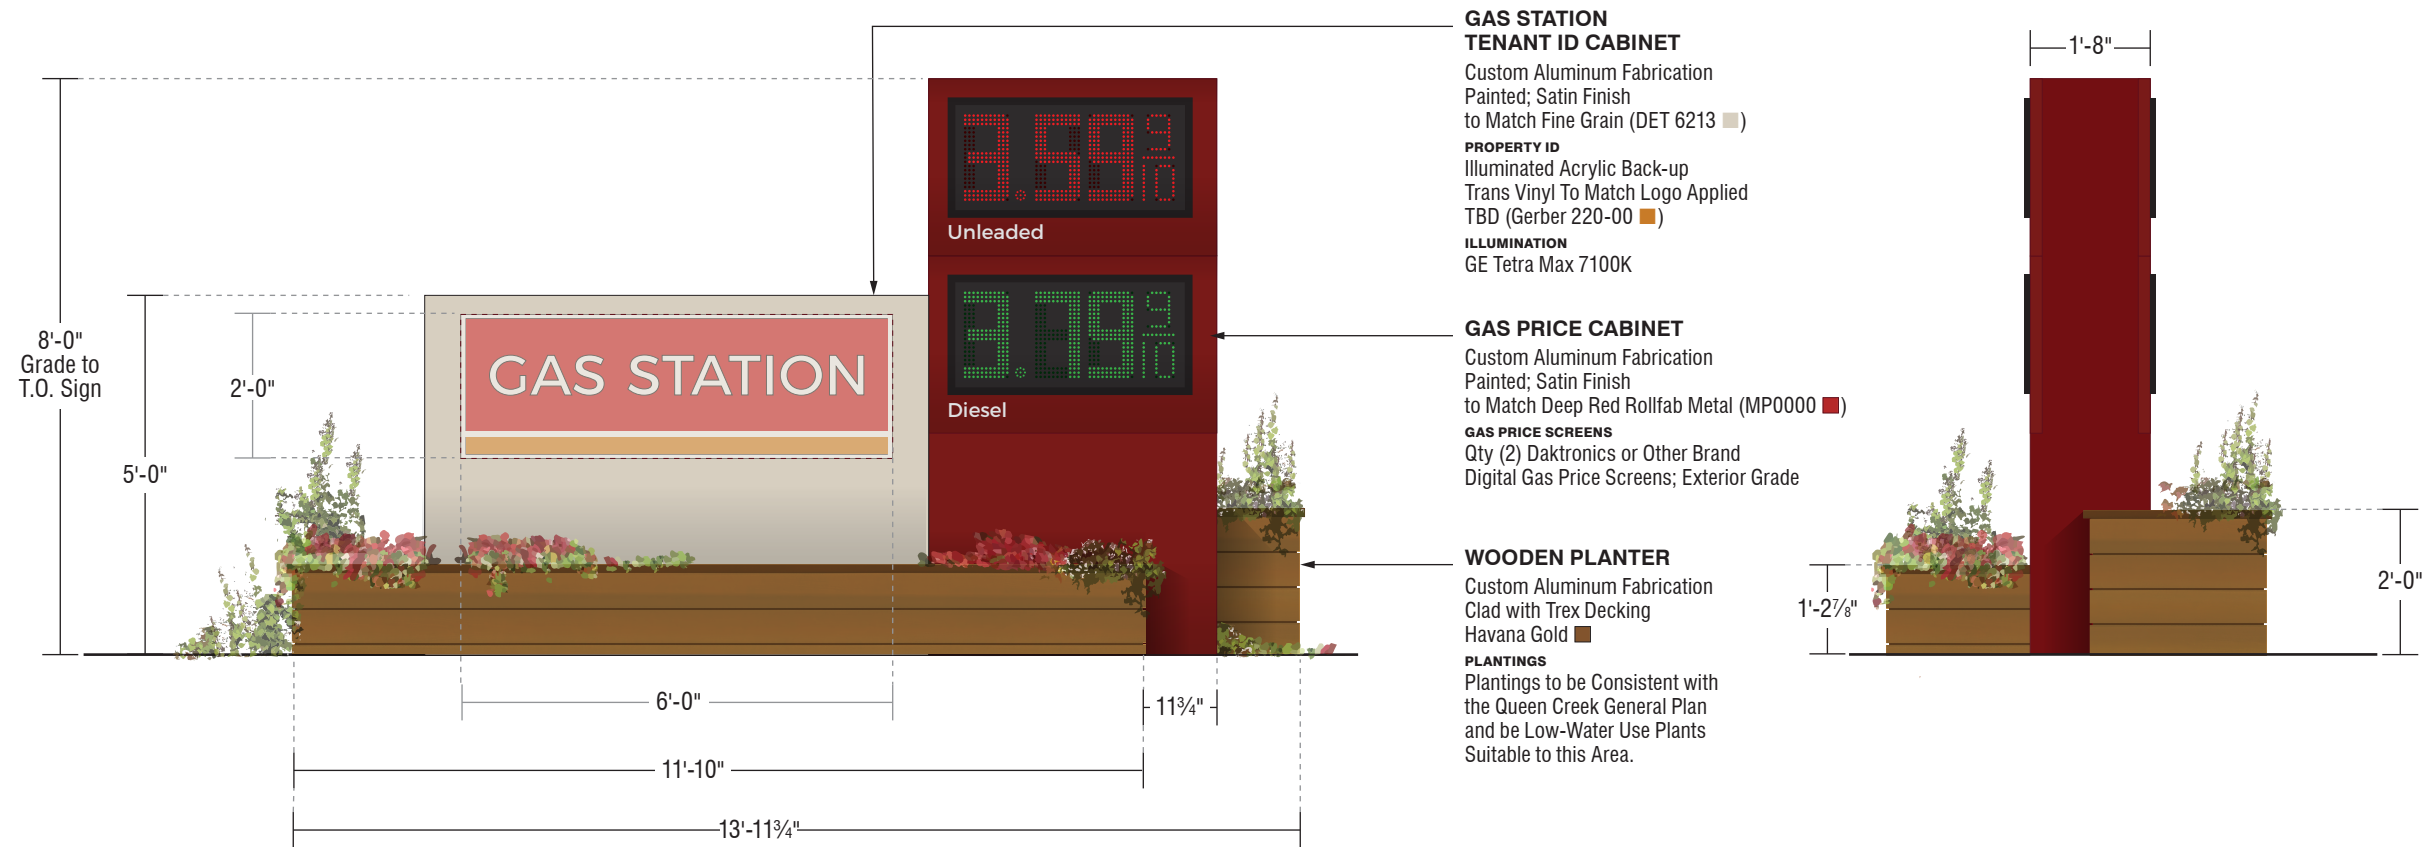 8'-0"
Grade to
T.O. Sign
5'-0"
2'-0"
GAS STATION
3.59 9/10
Unleaded
3.79 9/10
Diesel
6'-0"
11¾"
11'-10"
13'-11¾"
GAS STATION
TENANT ID CABINET
Custom Aluminum Fabrication
Painted; Satin Finish
to Match Fine Grain (DET 6213 )
PROPERTY ID
Illuminated Acrylic Back-up
Trans Vinyl To Match Logo Applied
TBD (Gerber 220-00 )
ILLUMINATION
GE Tetra Max 7100K
GAS PRICE CABINET
Custom Aluminum Fabrication
Painted; Satin Finish
to Match Deep Red Rollfab Metal (MP0000 )
GAS PRICE SCREENS
Qty (2) Daktronics or Other Brand
Digital Gas Price Screens; Exterior Grade
WOODEN PLANTER
Custom Aluminum Fabrication
Clad with Trex Decking
Havana Gold
PLANTINGS
Plantings to be Consistent with
the Queen Creek General Plan
and be Low-Water Use Plants
Suitable to this Area.
1'-8"
1'-2⅞"
2'-0"